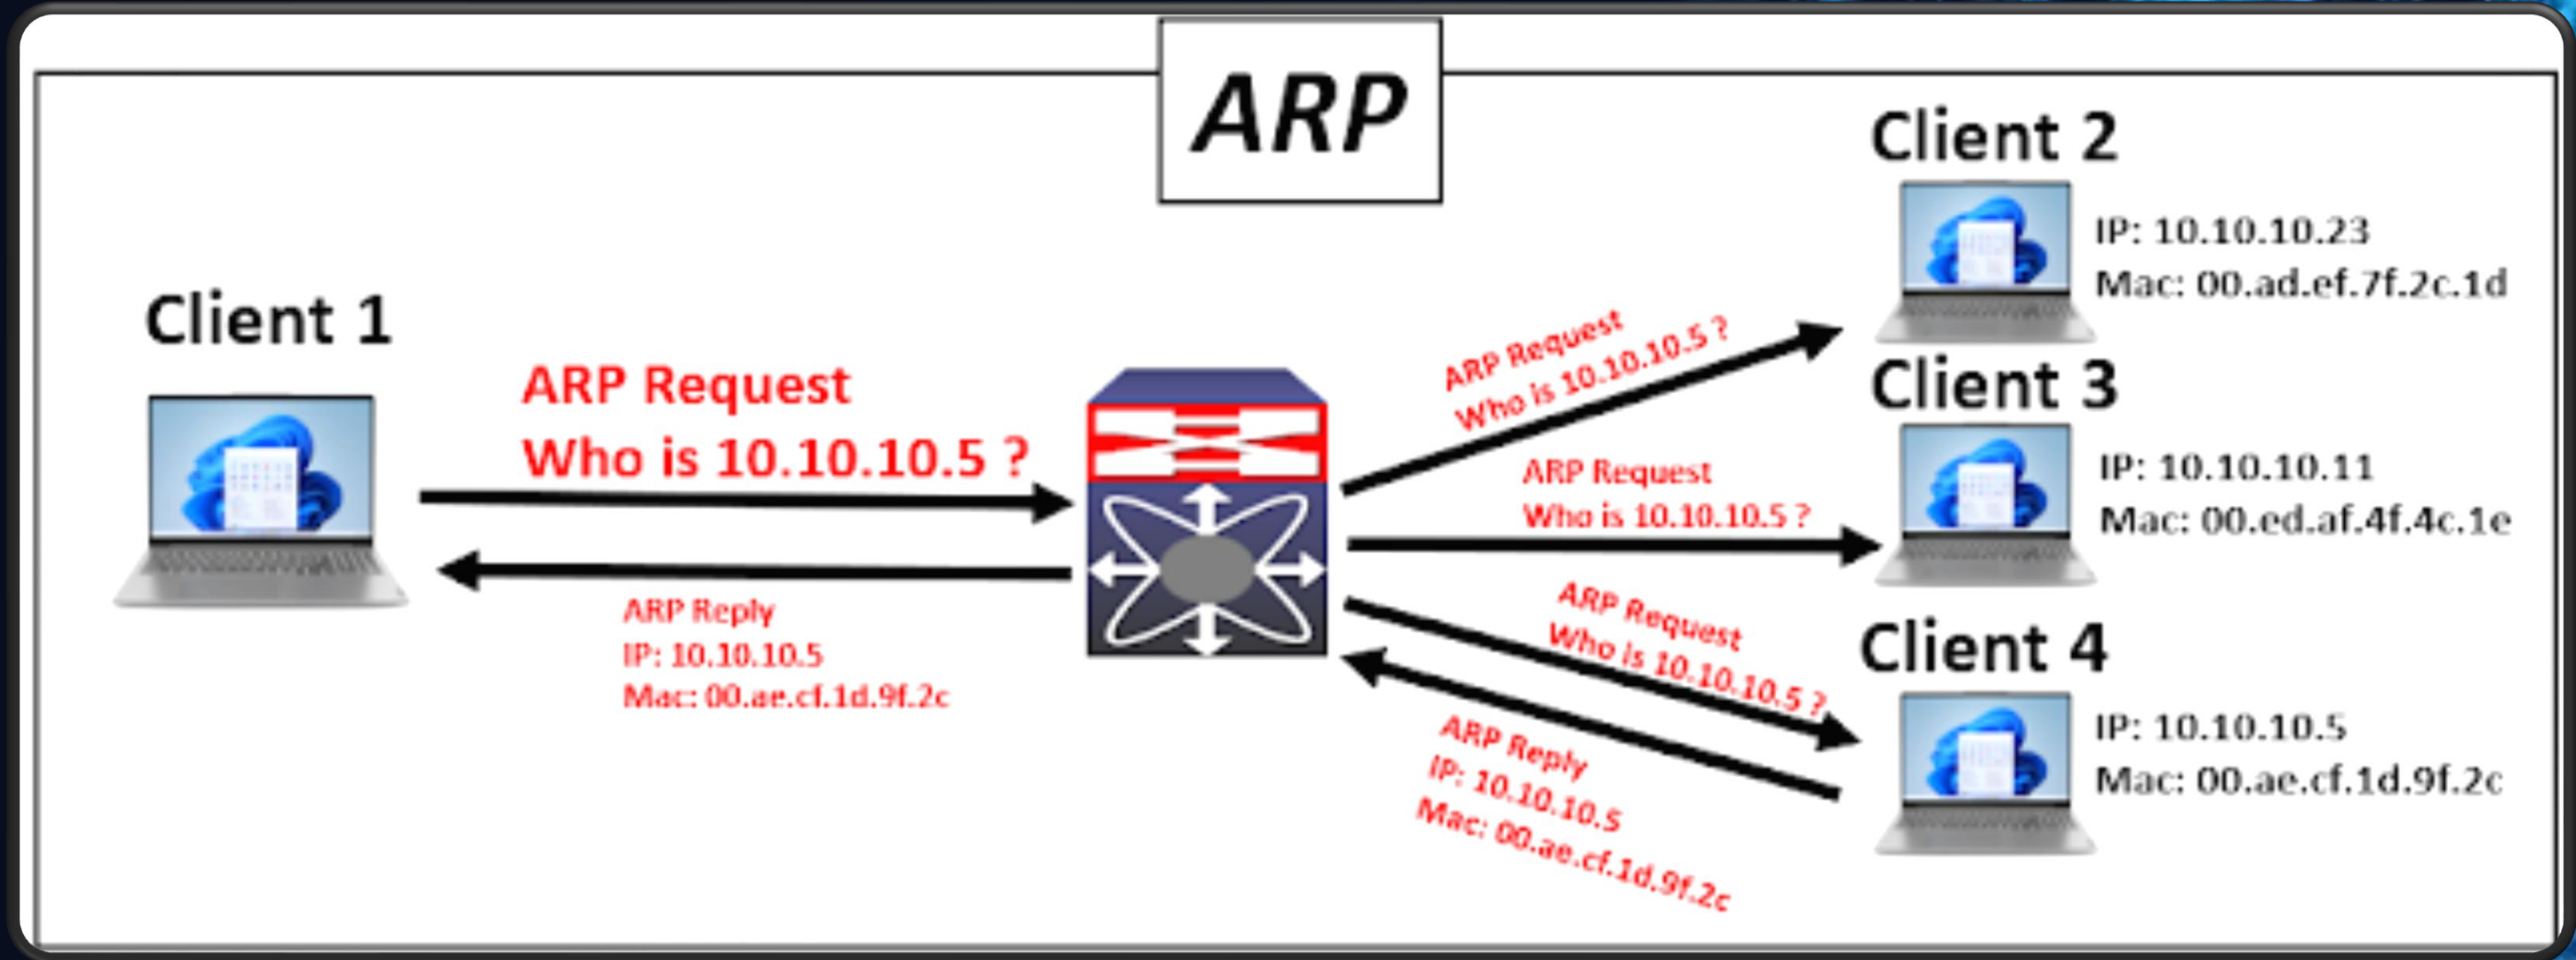 ARP
Client 1
ARP Request
Who is 10.10.10.5 ?
ARP Reply
IP: 10.10.10.5
Mac: 00.ae.cf.1d.9f.2c
ARP Request
Who is 10.10.10.5 ?
ARP Request
Who is 10.10.10.5 ?
ARP Request
Who is 10.10.10.5 ?
ARP Reply
IP: 10.10.10.5
Mac: 00.ae.cf.1d.9f.2c
Client 2
IP: 10.10.10.23
Mac: 00.ad.ef.7f.2c.1d
Client 3
IP: 10.10.10.11
Mac: 00.ed.af.4f.4c.1e
Client 4
IP: 10.10.10.5
Mac: 00.ae.cf.1d.9f.2c